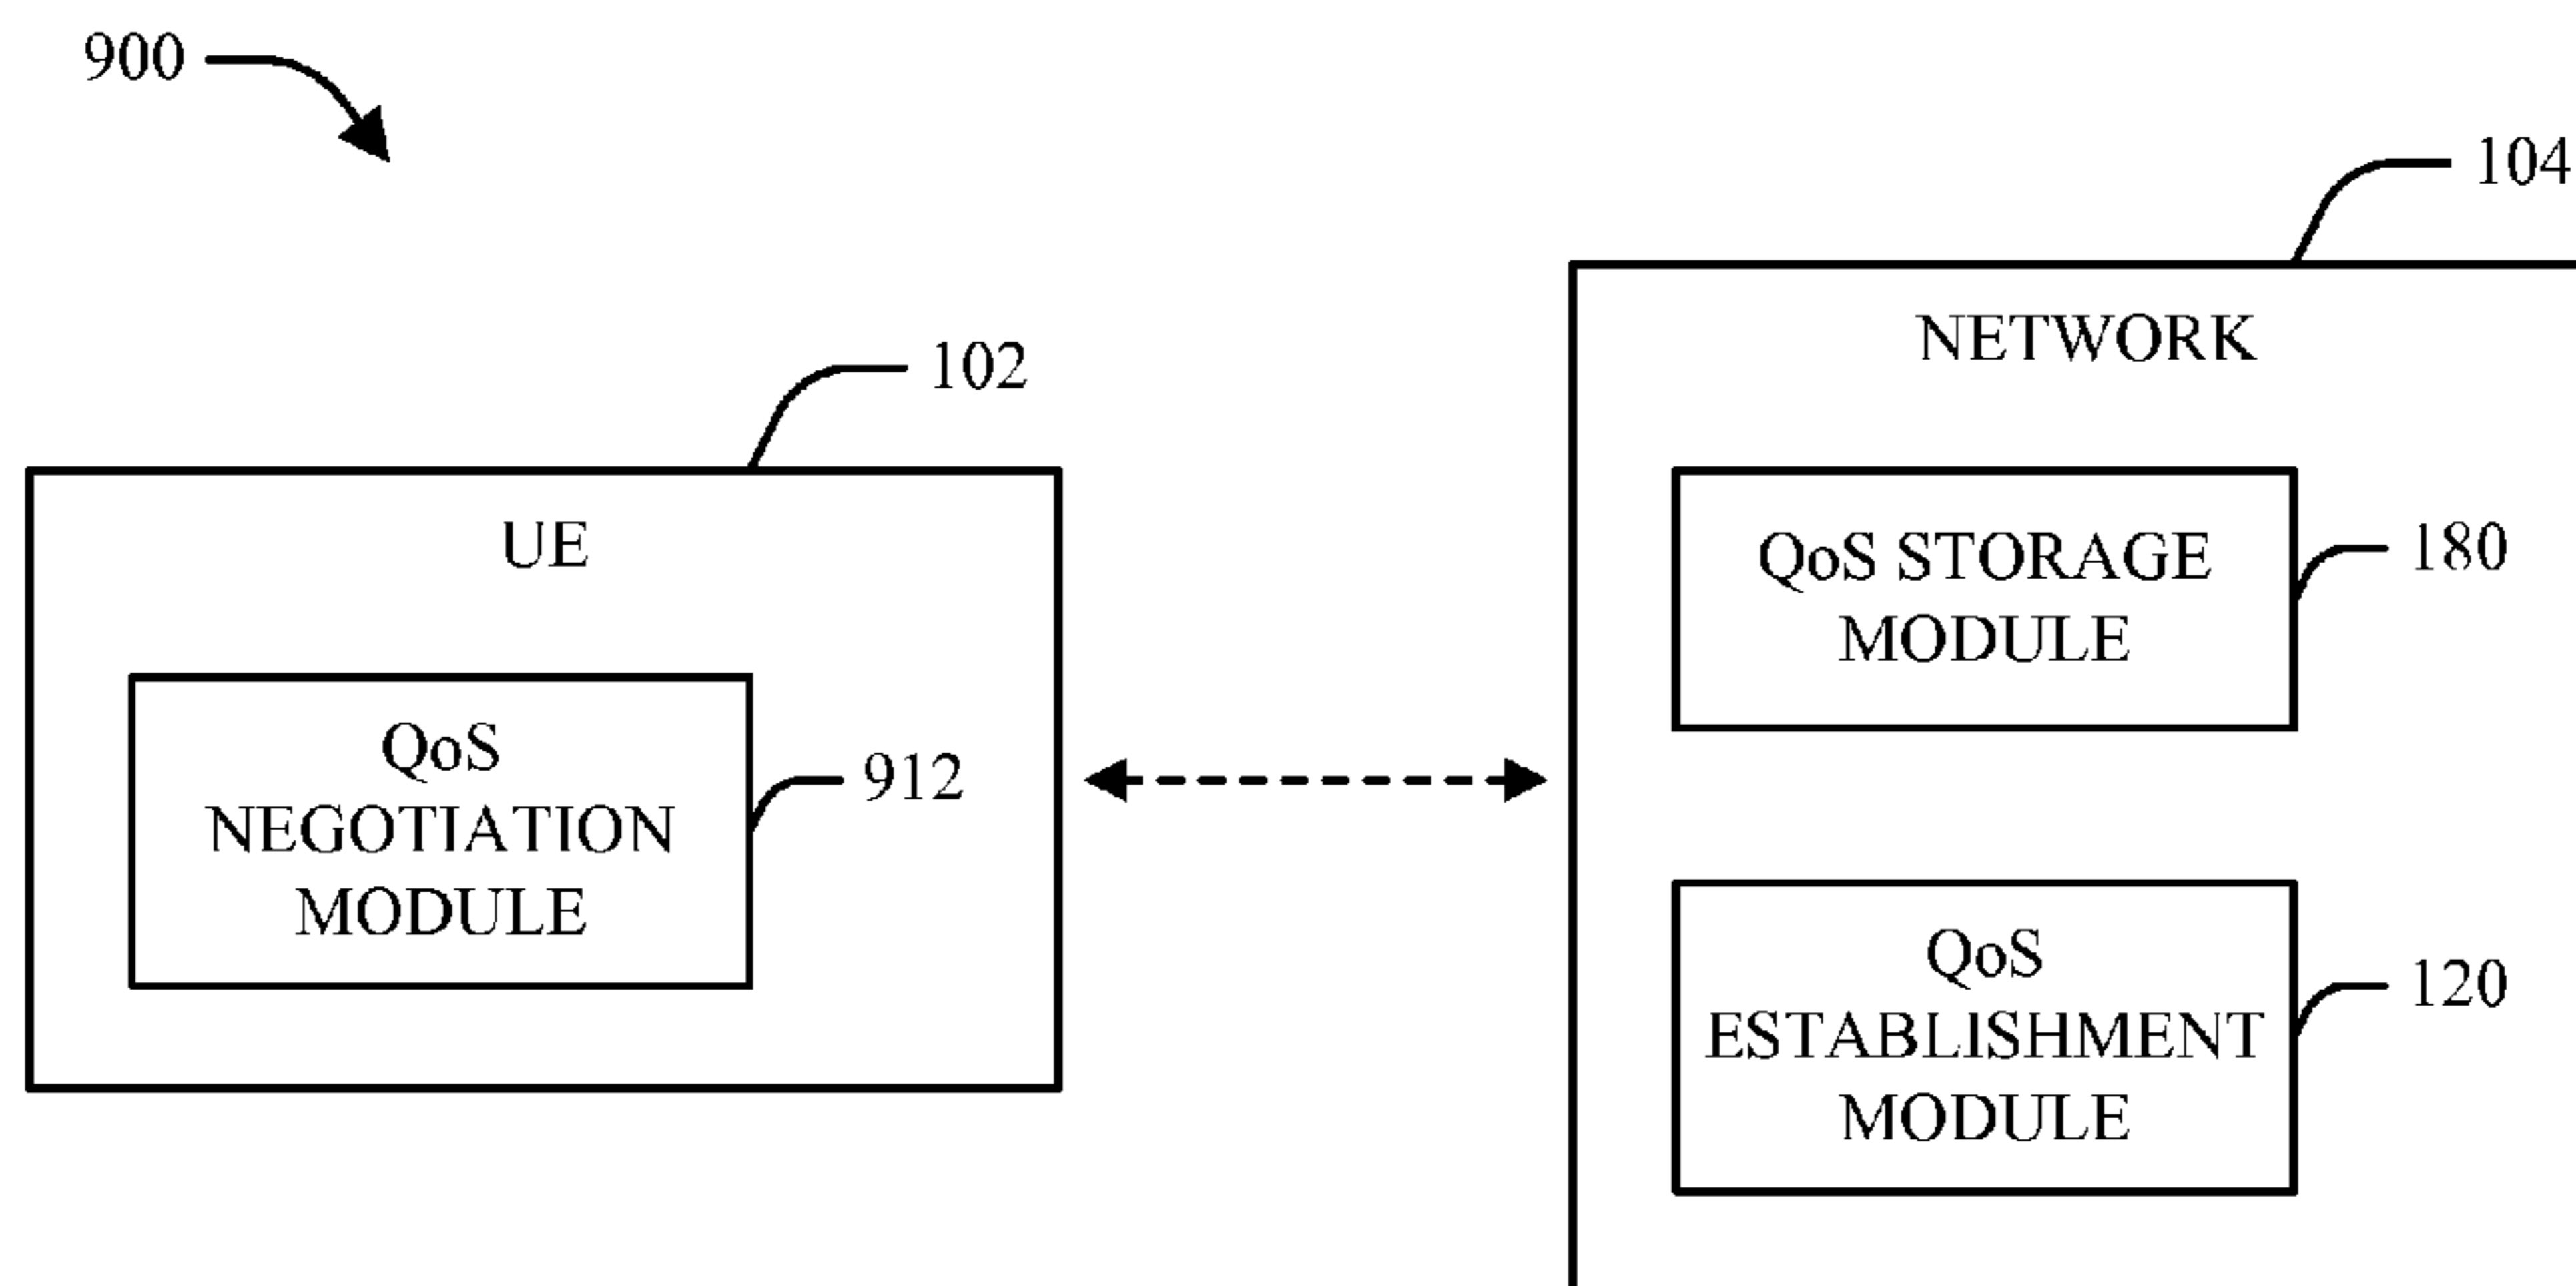 900
104
NETWORK
102
UE
QoS STORAGE
MODULE
180
QoS
NEGOTIATION
MODULE
912
QoS
ESTABLISHMENT
MODULE
120